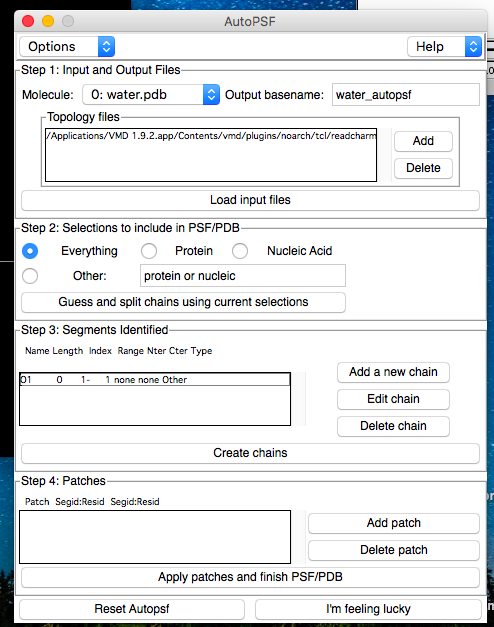 AutoPSF
Options Help
Step 1: Input and Output Files
Molecule: 0: water.pdb Output basename: water_autopsf
Topology files
/Applications/VMD 1.9.2.app/Contents/vmd/plugins/noarch/tcl/readcharm
Add
Delete
Load input files
Step 2: Selections to include in PSF/PDB
Everything Protein Nucleic Acid
Other: protein or nucleic
Guess and split chains using current selections
Step 3: Segments Identified
Name Length Index Range Nter Cter Type
O1 0 1- 1 none none Other
Add a new chain
Edit chain
Delete chain
Create chains
Step 4: Patches
Patch Segid:Resid Segid:Resid
Add patch
Delete patch
Apply patches and finish PSF/PDB
Reset Autopsf I'm feeling lucky